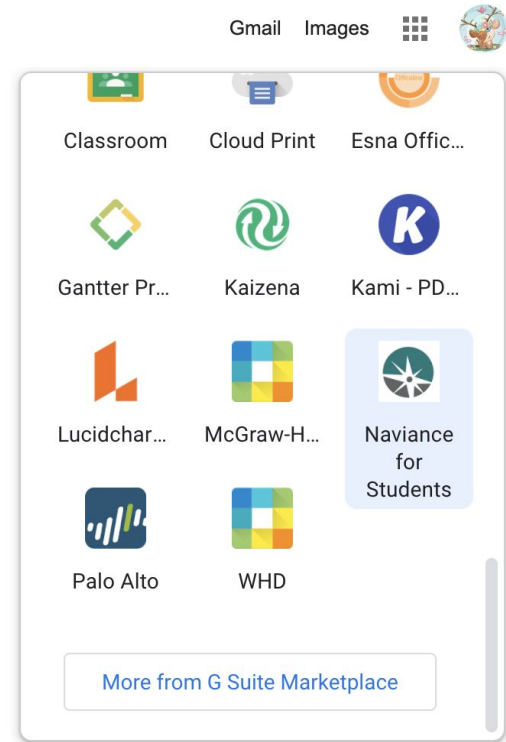 Gmail Images
Classroom Cloud Print Esna Offic...
Gantter Pr... Kaizena Kami - PD...
K
Lucidchar... McGraw-H... Naviance
for
Students
Palo Alto WHD
More from G Suite Marketplace